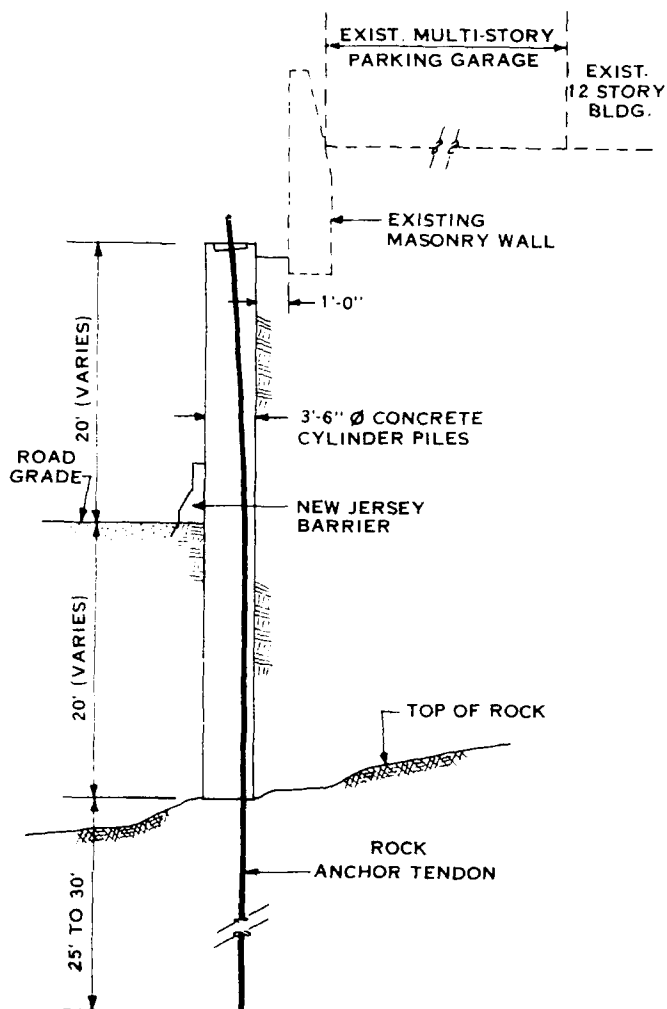 EXIST. MULTI-STORY
PARKING GARAGE
EXIST.
12 STORY
BLDG.
EXISTING
MASONRY WALL
1'-0"
20' (VARIES)
3'-6" Ø CONCRETE
CYLINDER PILES
ROAD
GRADE
NEW JERSEY
BARRIER
20' (VARIES)
TOP OF ROCK
ROCK
ANCHOR TENDON
25' TO 30'